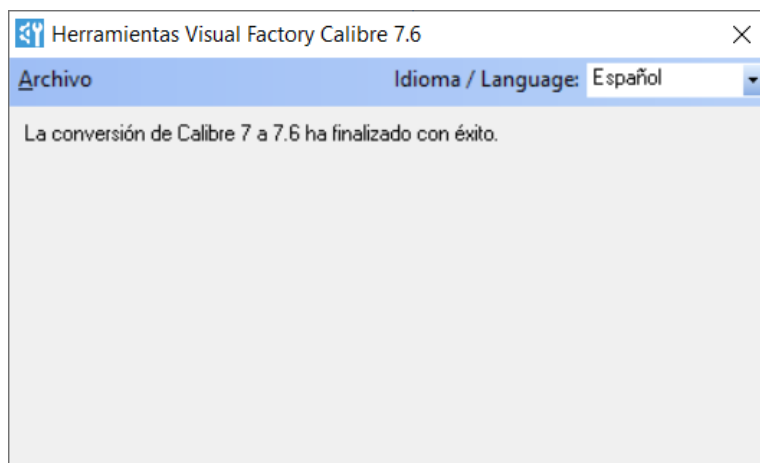 Herramientas Visual Factory Calibre 7.6
Archivo Idioma / Language: Español
La conversión de Calibre 7 a 7.6 ha finalizado con éxito.